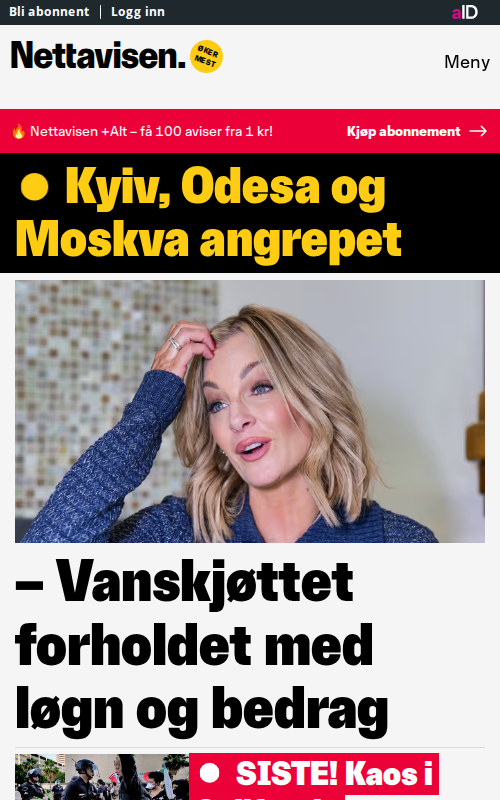 Bli abonnent
Logg inn
aID
Nettavisen.
ØKER
MEST
Meny
🔥 Nettavisen +Alt – få 100 aviser fra 1 kr!
Kjøp abonnement →
Kyiv, Odesa og
Moskva angrepet
– Vanskjøttet
forholdet med
løgn og bedrag
SISTE! Kaos i